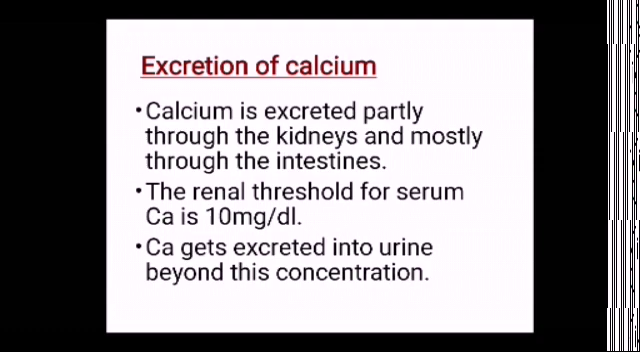 Excretion of calcium
•Calcium is excreted partly
through the kidneys and mostly
through the intestines.
•The renal threshold for serum
Ca is 10mg/dl.
•Ca gets excreted into urine
beyond this concentration.